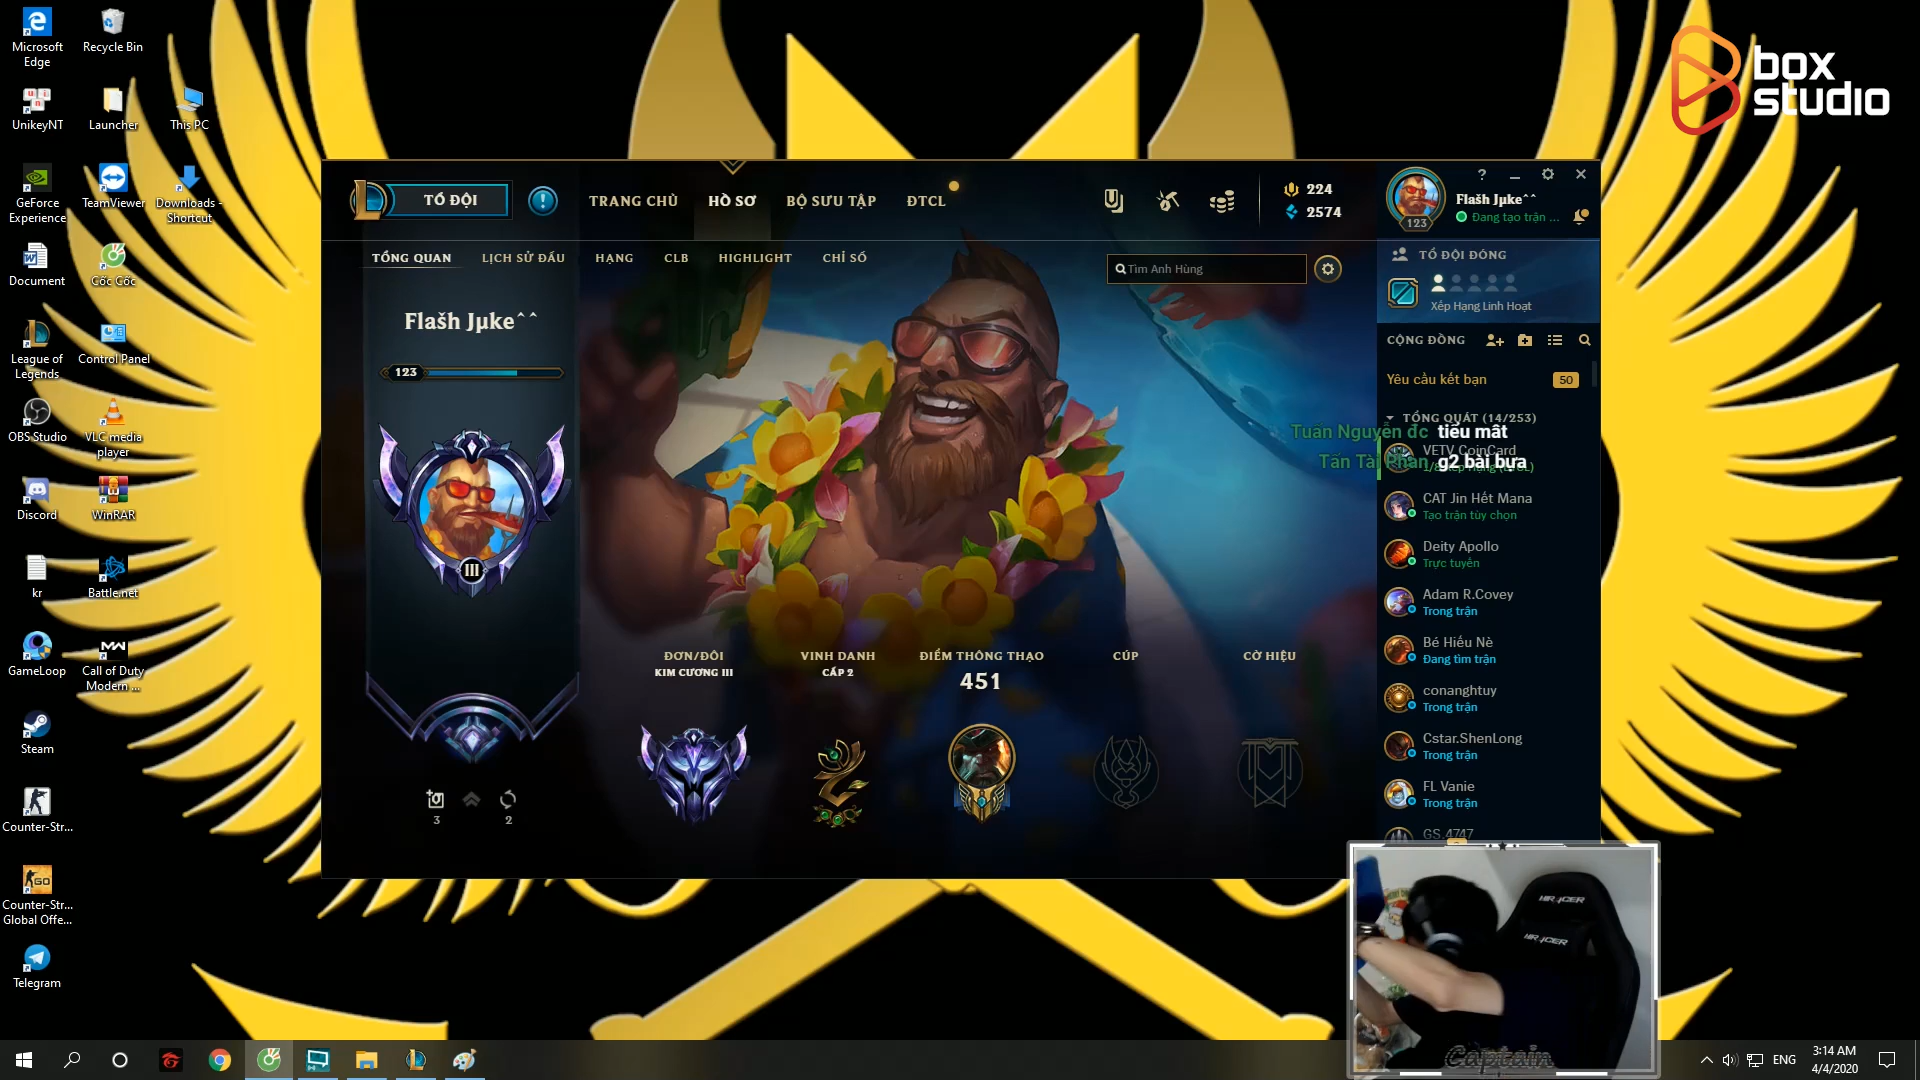 Microsoft
Edge
Recycle Bin
UnikeyNT
Launcher
This PC
GeForce
Experience
TeamViewer
Downloads -
Shortcut
Document
Cốc Cốc
League of
Legends
Control Panel
OBS Studio
VLC media
player
Discord
WinRAR
kr
Battle.net
GameLoop
Call of Duty
Modern ...
Steam
Counter-Str...
Counter-Str...
Global Offe...
Telegram
box
studio
TỔ ĐỘI
TRANG CHỦ
HỒ SƠ
BỘ SƯU TẬP
ĐTCL
224
2574
123
Flašh Jµke^^
Đang tạo trận ...
TỔNG QUAN
LỊCH SỬ ĐẤU
HẠNG
CLB
HIGHLIGHT
CHỈ SỐ
Tìm Anh Hùng
Flašh Jµke^^
123
III
3
2
ĐƠN/ĐÔI
KIM CƯƠNG III
VINH DANH
CẤP 2
ĐIỂM THÔNG THẠO
451
CÚP
CỜ HIỆU
TỔ ĐỘI ĐÓNG
Xếp Hạng Linh Hoạt
CỘNG ĐỒNG
Yêu cầu kết bạn
50
TỔNG QUÁT (14/253)
Tuấn Nguyên đc tiểu mât
VETV CoinCard
Tấn Tài Phan g2 bài bựa
CAT Jin Hết Mana
Tạo trận tùy chọn
Deity Apollo
Trực tuyến
Adam R.Covey
Trong trận
Bé Hiếu Nè
Đang tìm trận
conanghtuy
Trong trận
Cstar.ShenLong
Trong trận
FL Vanie
Trong trận
GS.4747
Captain
ENG
3:14 AM
4/4/2020